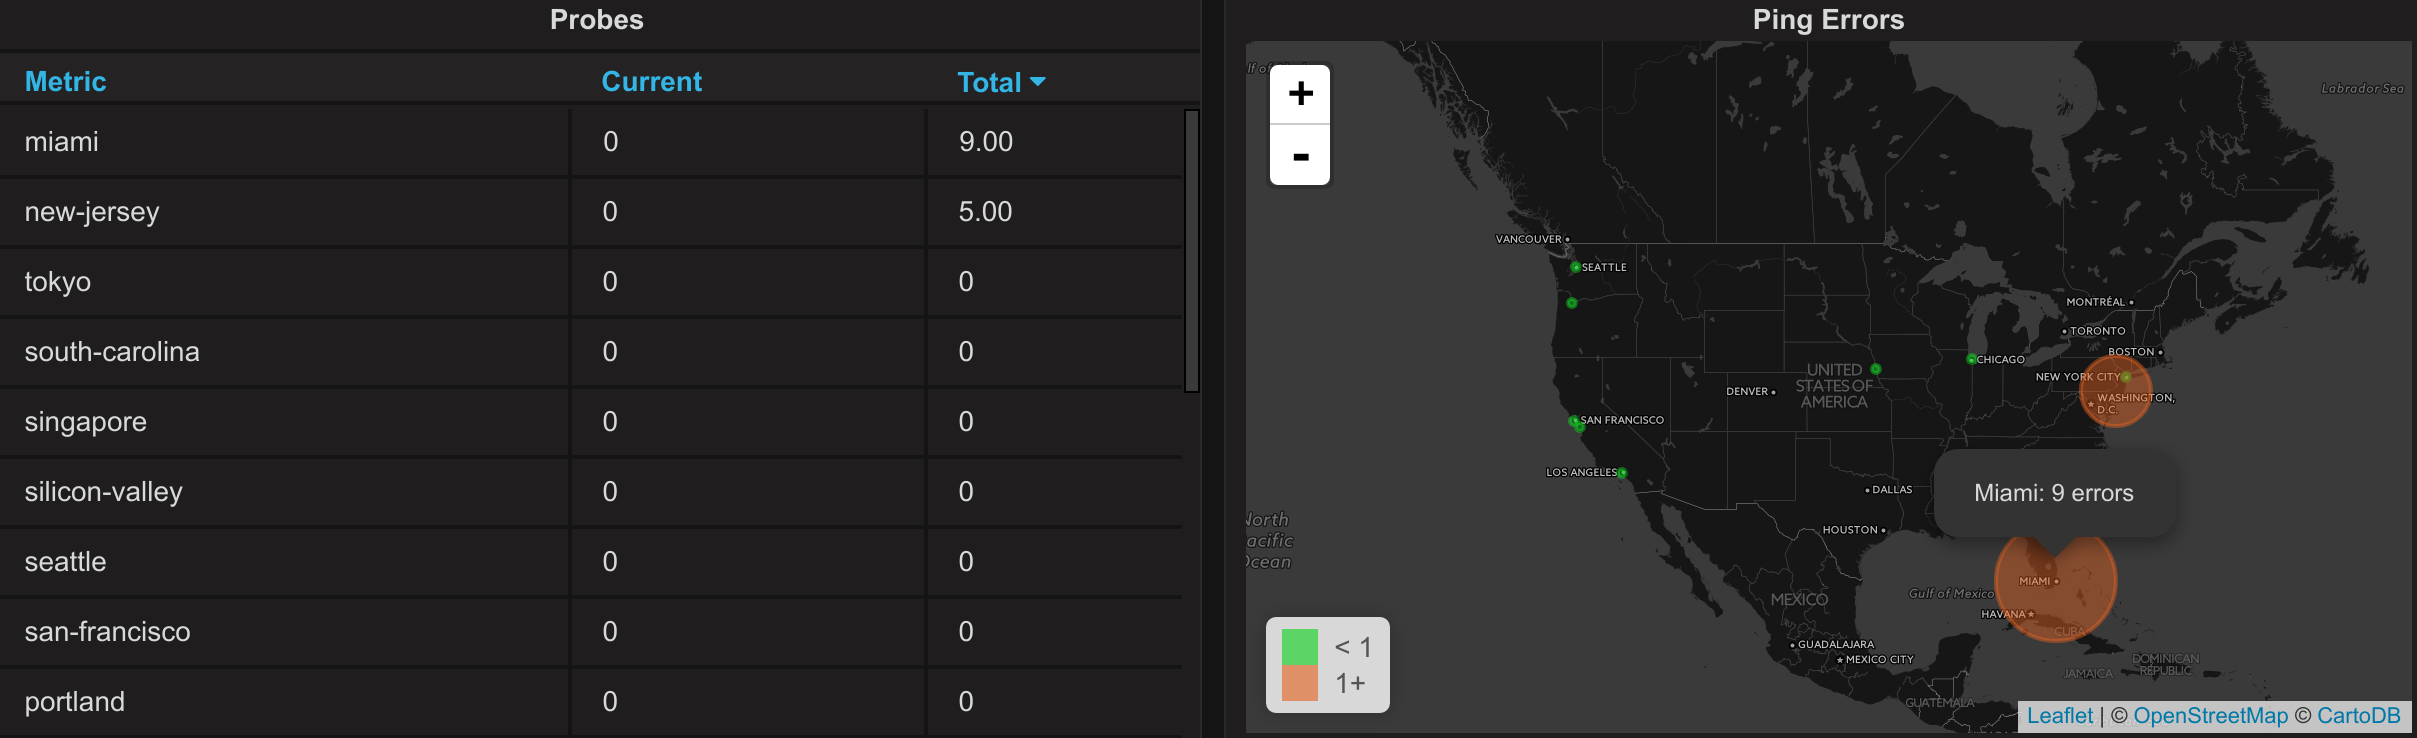 Probes
Metric Current Total
miami 0 9.00
new-jersey 0 5.00
tokyo 0 0
south-carolina 0 0
singapore 0 0
silicon-valley 0 0
seattle 0 0
san-francisco 0 0
portland 0 0
Ping Errors
+
-
lf of
Labrador Sea
VANCOUVER
SEATTLE
MONTRÉAL
TORONTO
BOSTON
CHICAGO
NEW YORK CITY
UNITED
STATES OF
AMERICA
DENVER
WASHINGTON,
D.C.
SAN FRANCISCO
LOS ANGELES
DALLAS
Miami: 9 errors
HOUSTON
North
acific
Ocean
MIAMI
Gulf of Mexico
MEXICO
HAVANA
CUBA
GUADALAJARA
MEXICO CITY
DOMINICAN
REPUBLIC
JAMAICA
GUATEMALA
< 1
1+
Leaflet | © OpenStreetMap © CartoDB